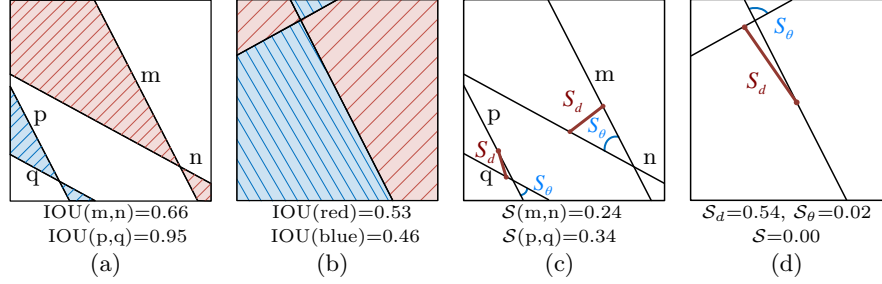 m
p
n
q
IOU(m,n)=0.66
IOU(p,q)=0.95
(a)
IOU(red)=0.53
IOU(blue)=0.46
(b)
S_θ
m
S_d
p
S_θ
n
S_d
q
S_θ
S(m,n)=0.24
S(p,q)=0.34
(c)
S_d
S_d=0.54, S_θ=0.02
S=0.00
(d)